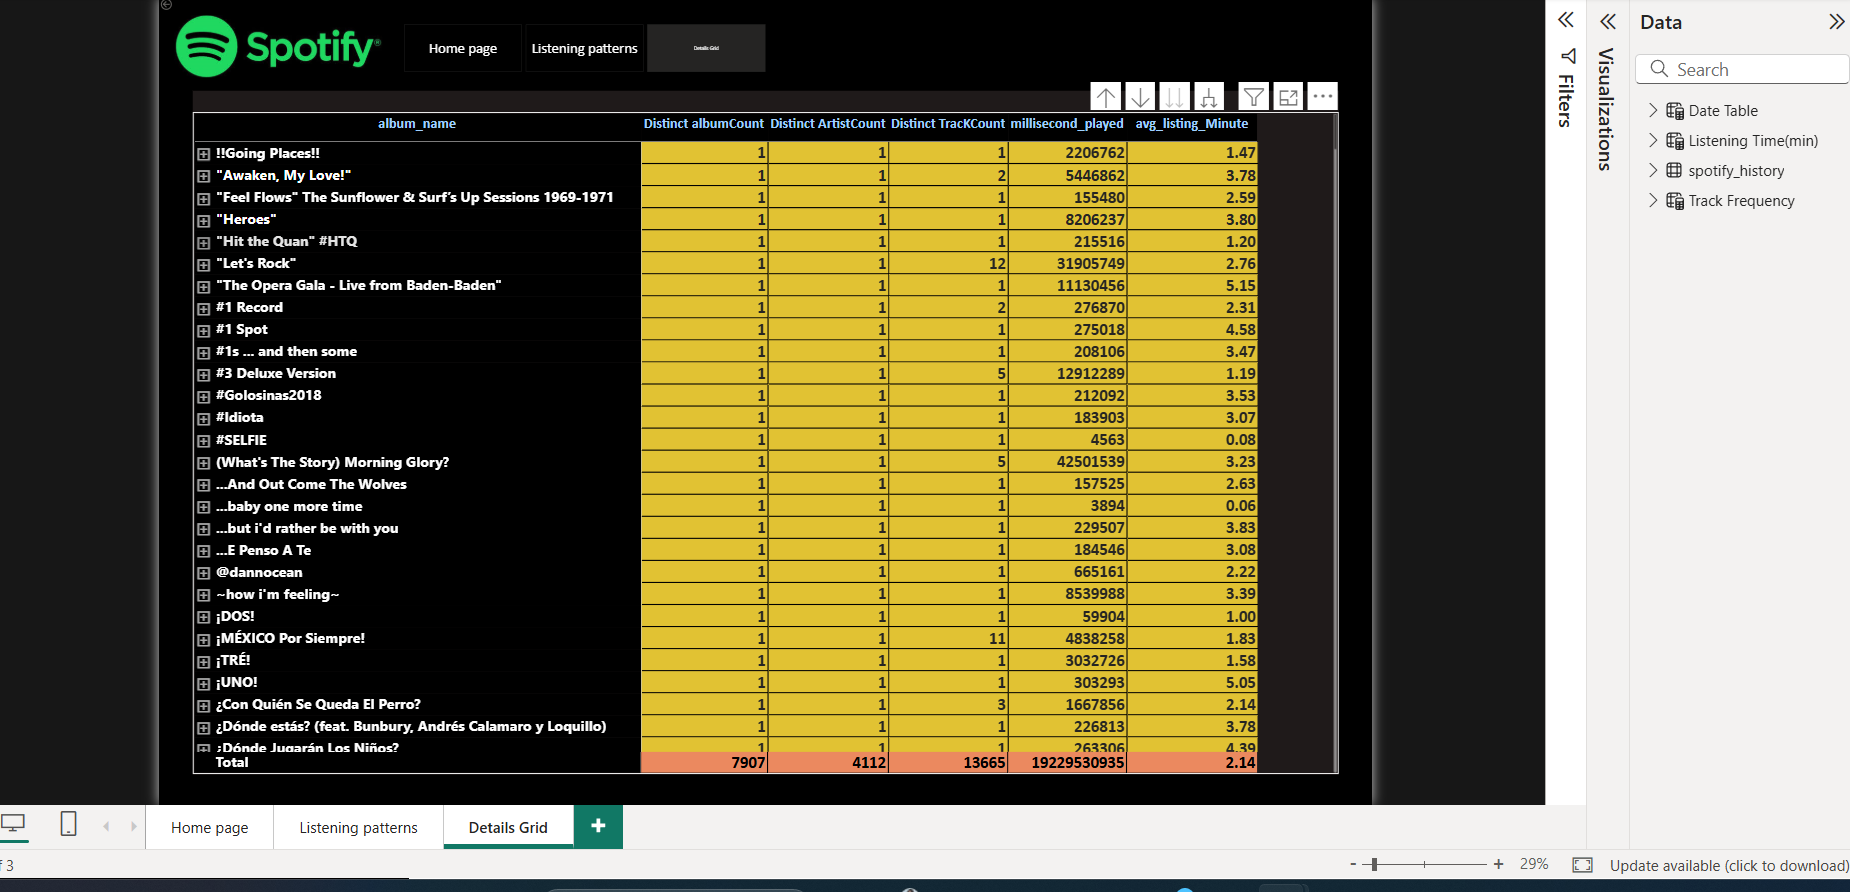 Spotify®
Home page
Listening patterns
Details Grid
album_name Distinct albumCount Distinct ArtistCount Distinct TracKCount millisecond_played avg_listing_Minute
!!Going Places!! 1 1 1 2206762 1.47
"Awaken, My Love!" 1 1 2 5446862 3.78
"Feel Flows" The Sunflower & Surf’s Up Sessions 1969-1971 1 1 1 155480 2.59
"Heroes" 1 1 1 8206237 3.80
"Hit the Quan" #HTQ 1 1 1 215516 1.20
"Let's Rock" 1 1 12 31905749 2.76
"The Opera Gala - Live from Baden-Baden" 1 1 1 11130456 5.15
#1 Record 1 1 2 276870 2.31
#1 Spot 1 1 1 275018 4.58
#1s ... and then some 1 1 1 208106 3.47
#3 Deluxe Version 1 1 5 12912289 1.19
#Golosinas2018 1 1 1 212092 3.53
#Idiota 1 1 1 183903 3.07
#SELFIE 1 1 1 4563 0.08
(What's The Story) Morning Glory? 1 1 5 42501539 3.23
...And Out Come The Wolves 1 1 1 157525 2.63
...baby one more time 1 1 1 3894 0.06
...but i'd rather be with you 1 1 1 229507 3.83
...E Penso A Te 1 1 1 184546 3.08
@dannocean 1 1 1 665161 2.22
~how i'm feeling~ 1 1 1 8539988 3.39
¡DOS! 1 1 1 59904 1.00
¡MÉXICO Por Siempre! 1 1 11 4838258 1.83
¡TRÉ! 1 1 1 3032726 1.58
¡UNO! 1 1 1 303293 5.05
¿Con Quién Se Queda El Perro? 1 1 3 1667856 2.14
¿Dónde estás? (feat. Bunbury, Andrés Calamaro y Loquillo) 1 1 1 226813 3.78
¿Dónde Jugarán Los Niños? 1 1 1 263306 4.39
Total 7907 4112 13665 19229530935 2.14
Filters
Visualizations
Data
Search
Date Table
Listening Time(min)
spotify_history
Track Frequency
Home page
Listening patterns
Details Grid
f 3
- + 29%
Update available (click to download)